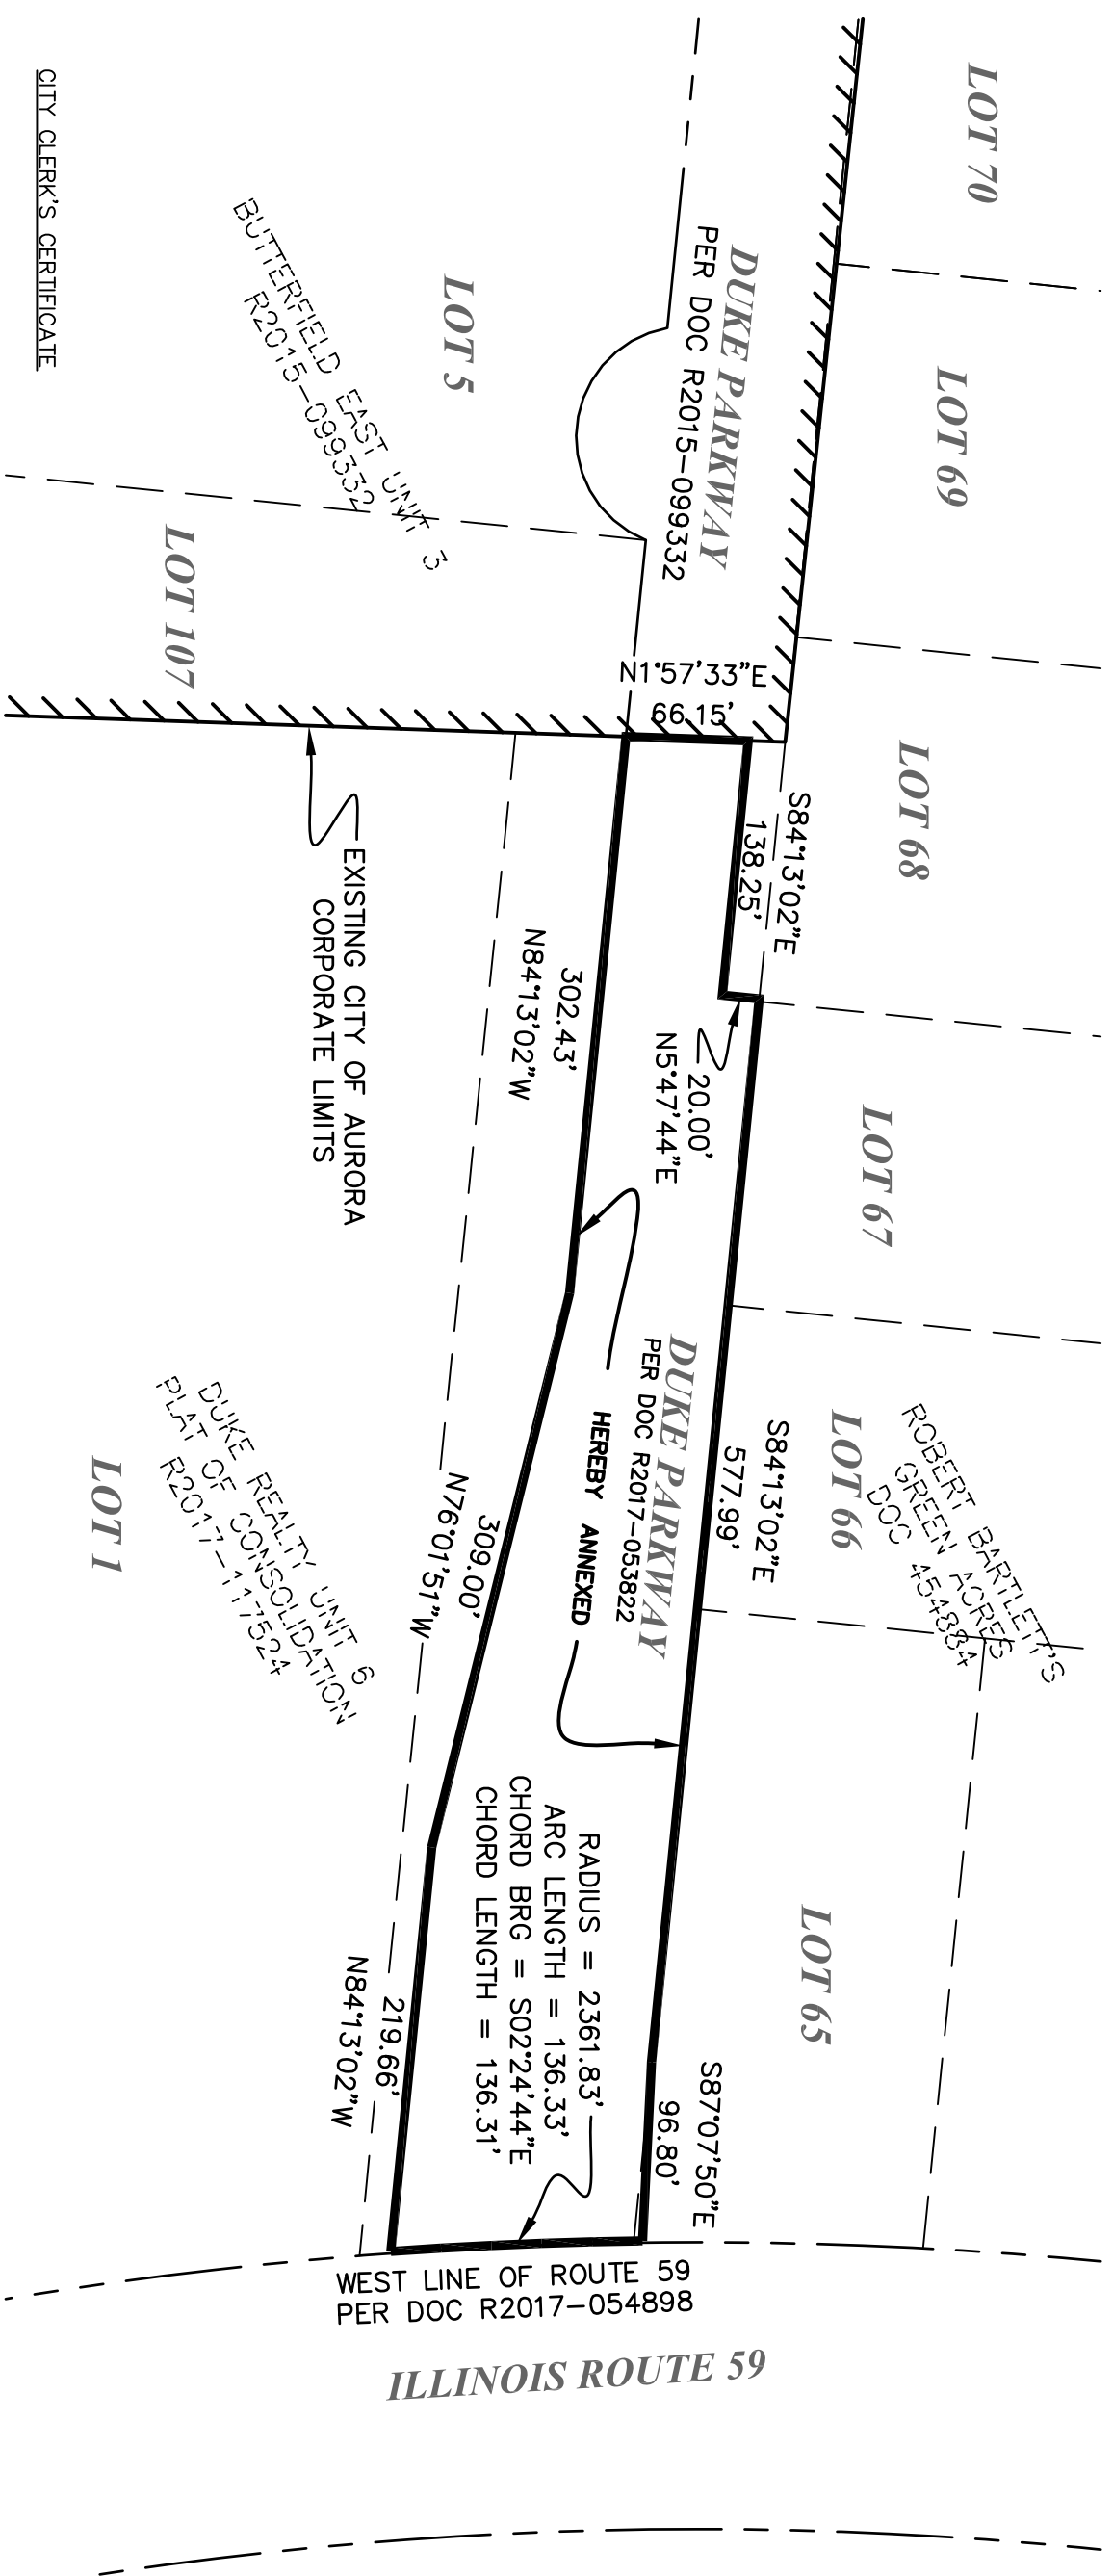 LOT 70
LOT 69
LOT 68
LOT 67
LOT 66
LOT 65
ROBERT BARTLETT'S
GREEN ACRES
DOC 454884
DUKE PARKWAY
PER DOC R2015-099332
N1°57'33"E
66.15'
S84°13'02"E
138.25'
20.00'
N5°47'44"E
S84°13'02"E
577.99'
S87°07'50"E
96.80'
DUKE PARKWAY
PER DOC R2017-053822
HEREBY ANNEXED
RADIUS = 2361.83'
ARC LENGTH = 136.33'
CHORD BRG = S02°24'44"E
CHORD LENGTH = 136.31'
302.43'
N84°13'02"W
309.00'
N76°01'51"W
219.66'
N84°13'02"W
WEST LINE OF ROUTE 59
PER DOC R2017-054898
ILLINOIS ROUTE 59
LOT 5
BUTTERFIELD EAST UNIT 3
R2015-099332
LOT 107
EXISTING CITY OF AURORA
CORPORATE LIMITS
DUKE REALTY UNIT 6
PLAT OF CONSOLIDATION
R2017-117524
LOT 1
CITY CLERK'S CERTIFICATE